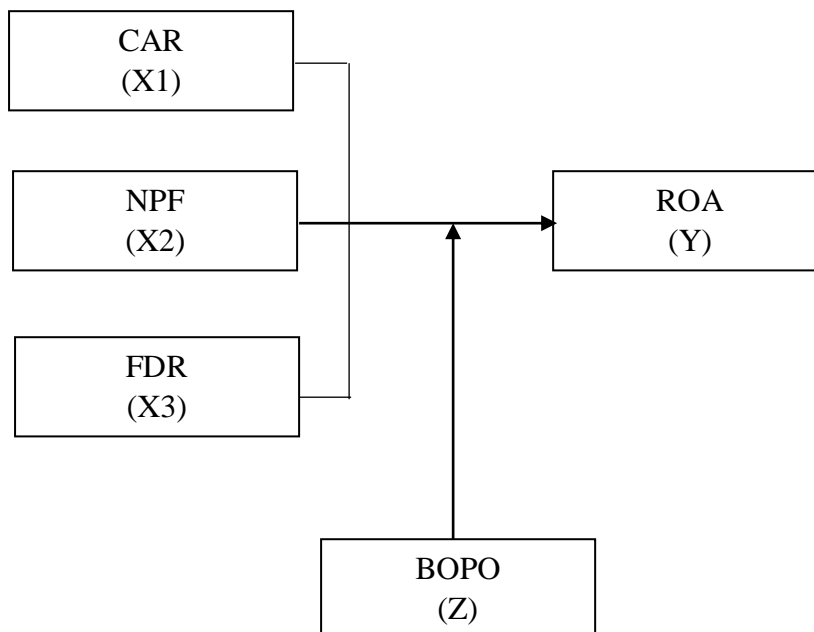 CAR
(X1)
NPF
(X2)
ROA
(Y)
FDR
(X3)
BOPO
(Z)